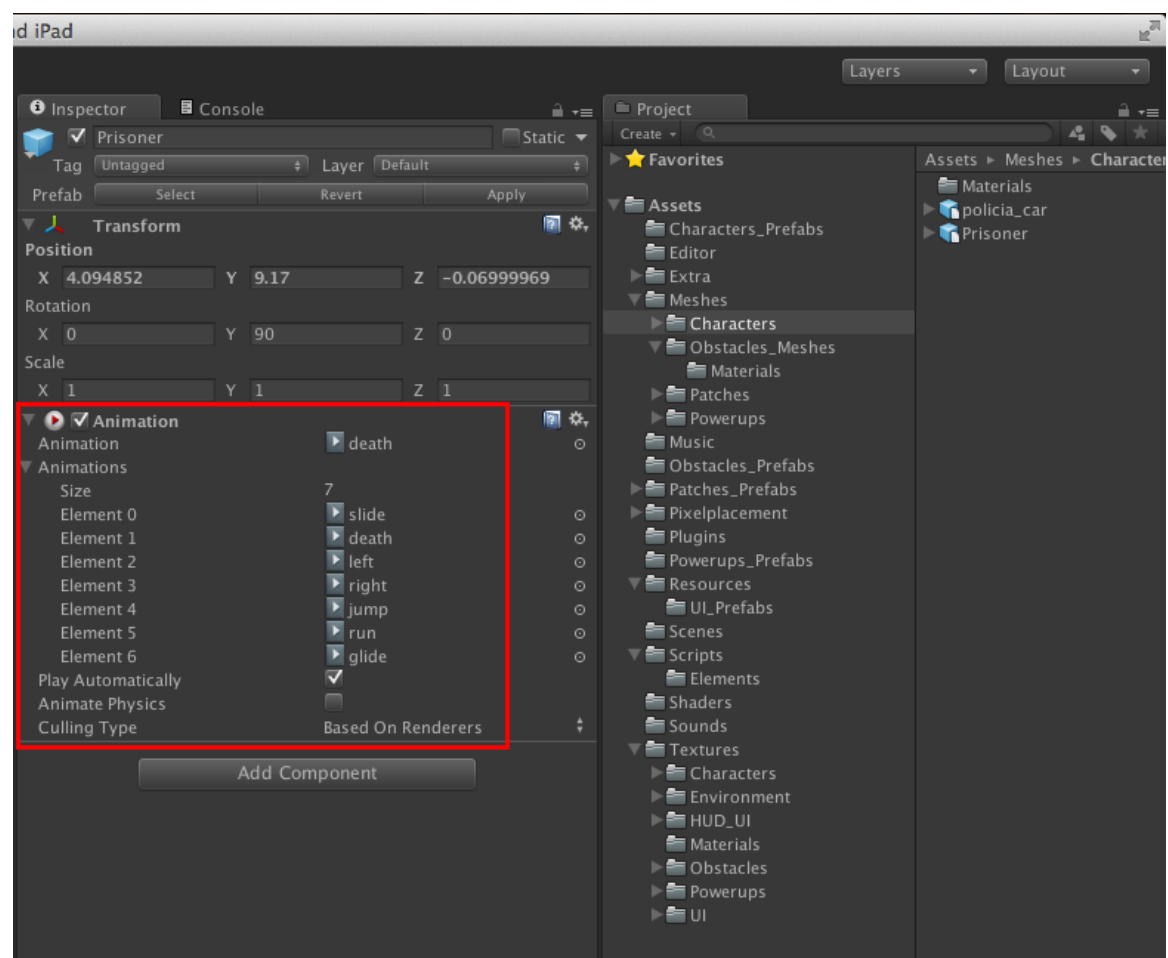 nd iPad
Layers
Layout
Inspector
Console
Prisoner
Static
Tag Untagged Layer Default
Prefab Select Revert Apply
Transform
Position
X 4.094852 Y 9.17 Z -0.06999969
Rotation
X 0 Y 90 Z 0
Scale
X 1 Y 1 Z 1
Animation
Animation death
Animations
Size 7
Element 0 slide
Element 1 death
Element 2 left
Element 3 right
Element 4 jump
Element 5 run
Element 6 glide
Play Automatically
Animate Physics
Culling Type Based On Renderers
Add Component
Project
Create
Favorites
Assets
Characters_Prefabs
Editor
Extra
Meshes
Characters
Obstacles_Meshes
Materials
Patches
Powerups
Music
Obstacles_Prefabs
Patches_Prefabs
Pixelplacement
Plugins
Powerups_Prefabs
Resources
UI_Prefabs
Scenes
Scripts
Elements
Shaders
Sounds
Textures
Characters
Environment
HUD_UI
Materials
Obstacles
Powerups
UI
Assets Meshes Character
Materials
policia_car
Prisoner